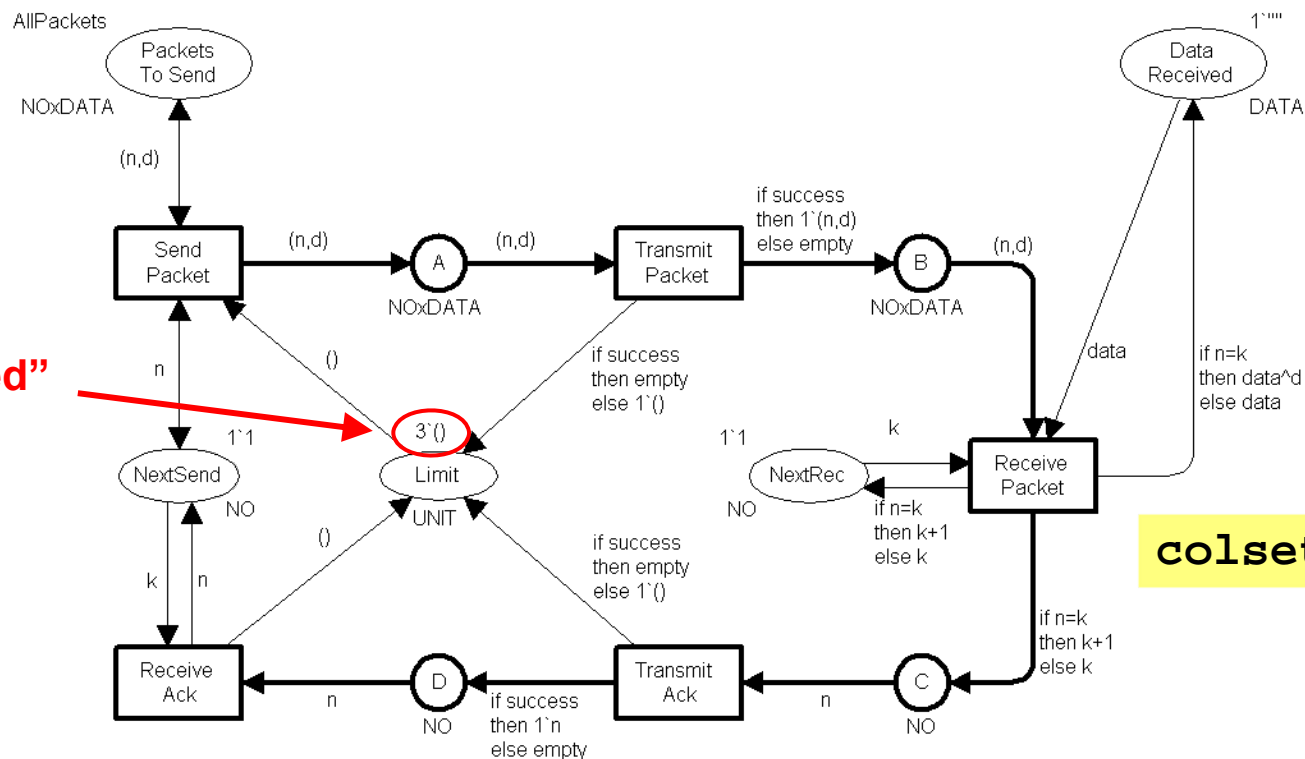 AllPackets
Packets
To Send
NOxDATA
(n,d)
1`""
Data
Received
DATA
Send
Packet
(n,d)
A
NOxDATA
(n,d)
Transmit
Packet
if success
then 1`(n,d)
else empty
B
NOxDATA
(n,d)
n
()
if success
then empty
else 1`()
data
if n=k
then data^d
else data
d”
3`()
1`1
NextSend
NO
Limit
UNIT
1`1
NextRec
NO
k
if n=k
then k+1
else k
Receive
Packet
colset
k
n
()
if success
then empty
else 1`()
if n=k
then k+1
else k
Receive
Ack
n
D
NO
if success
then 1`n
else empty
Transmit
Ack
n
C
NO